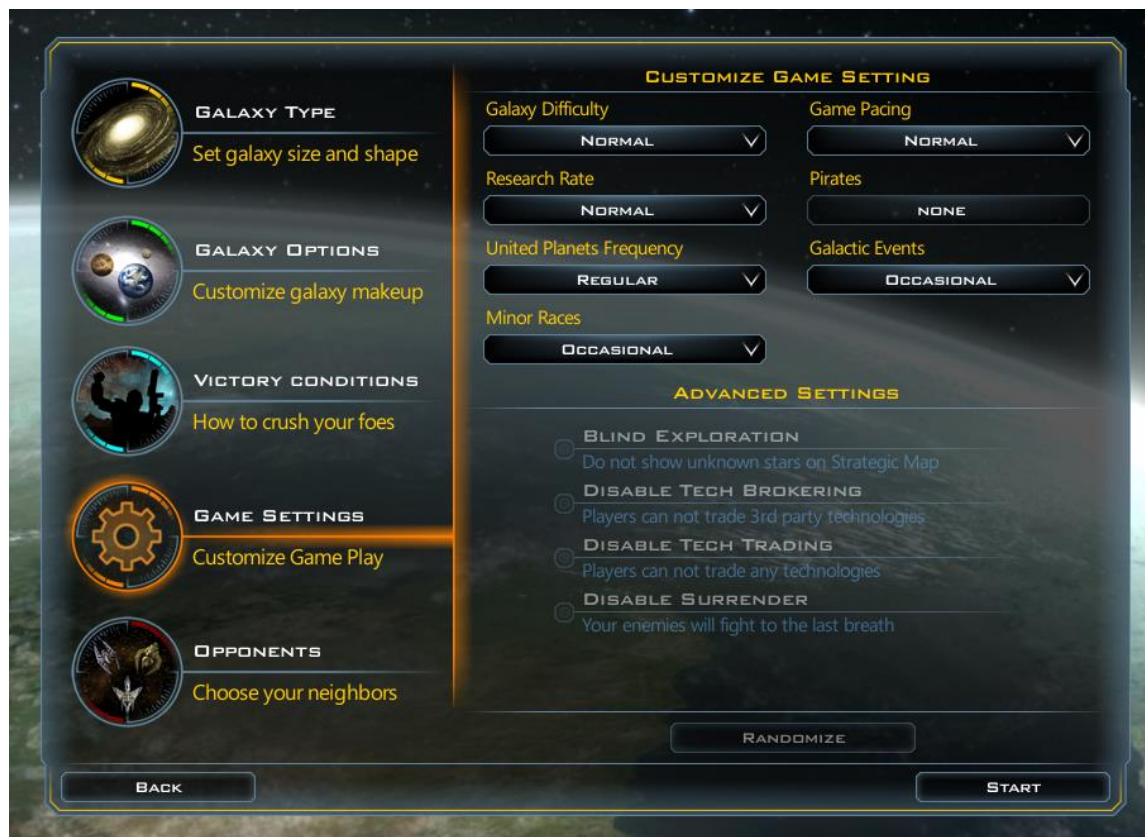 GALAXY TYPE
Set galaxy size and shape
GALAXY OPTIONS
Customize galaxy makeup
VICTORY CONDITIONS
How to crush your foes
GAME SETTINGS
Customize Game Play
OPPONENTS
Choose your neighbors
CUSTOMIZE GAME SETTING
Galaxy Difficulty
NORMAL
Game Pacing
NORMAL
Research Rate
NORMAL
Pirates
NONE
United Planets Frequency
REGULAR
Galactic Events
OCCASIONAL
Minor Races
OCCASIONAL
ADVANCED SETTINGS
BLIND EXPLORATION
Do not show unknown stars on Strategic Map
DISABLE TECH BROKERING
Players can not trade 3rd party technologies
DISABLE TECH TRADING
Players can not trade any technologies
DISABLE SURRENDER
Your enemies will fight to the last breath
RANDOMIZE
BACK
START